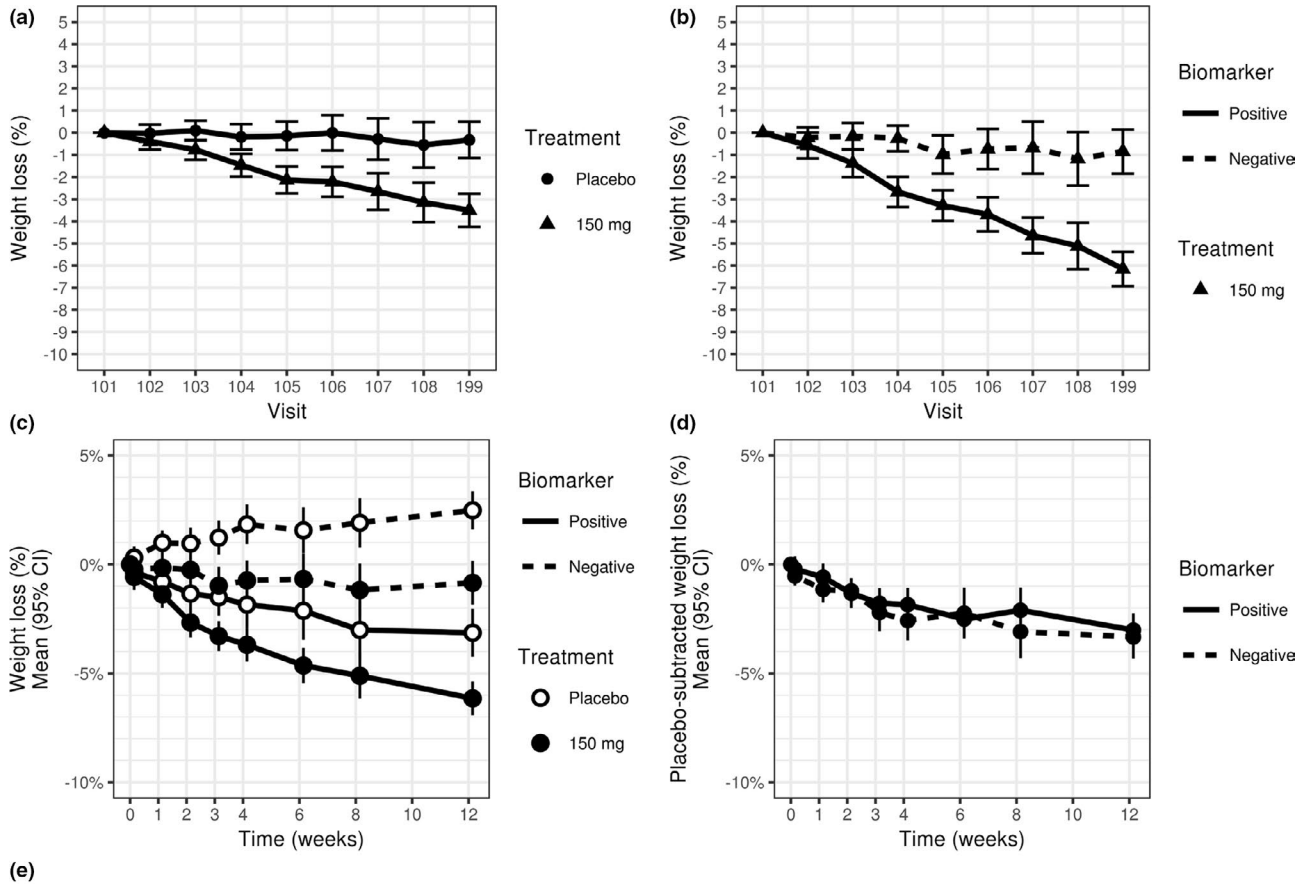 (a)
Weight loss (%)
5
4
3
2
1
0
-1
-2
-3
-4
-5
-6
-7
-8
-9
-10
101 102 103 104 105 106 107 108 199
Visit
Treatment
Placebo
150 mg
(b)
Weight loss (%)
5
4
3
2
1
0
-1
-2
-3
-4
-5
-6
-7
-8
-9
-10
101 102 103 104 105 106 107 108 199
Visit
Biomarker
Positive
Negative
Treatment
150 mg
(c)
Weight loss (%)
Mean (95% CI)
5%
0%
-5%
-10%
0 1 2 3 4 6 8 10 12
Time (weeks)
Biomarker
Positive
Negative
Treatment
Placebo
150 mg
(d)
Placebo-subtracted weight loss (%)
Mean (95% CI)
5%
0%
-5%
-10%
0 1 2 3 4 6 8 10 12
Time (weeks)
Biomarker
Positive
Negative
(e)